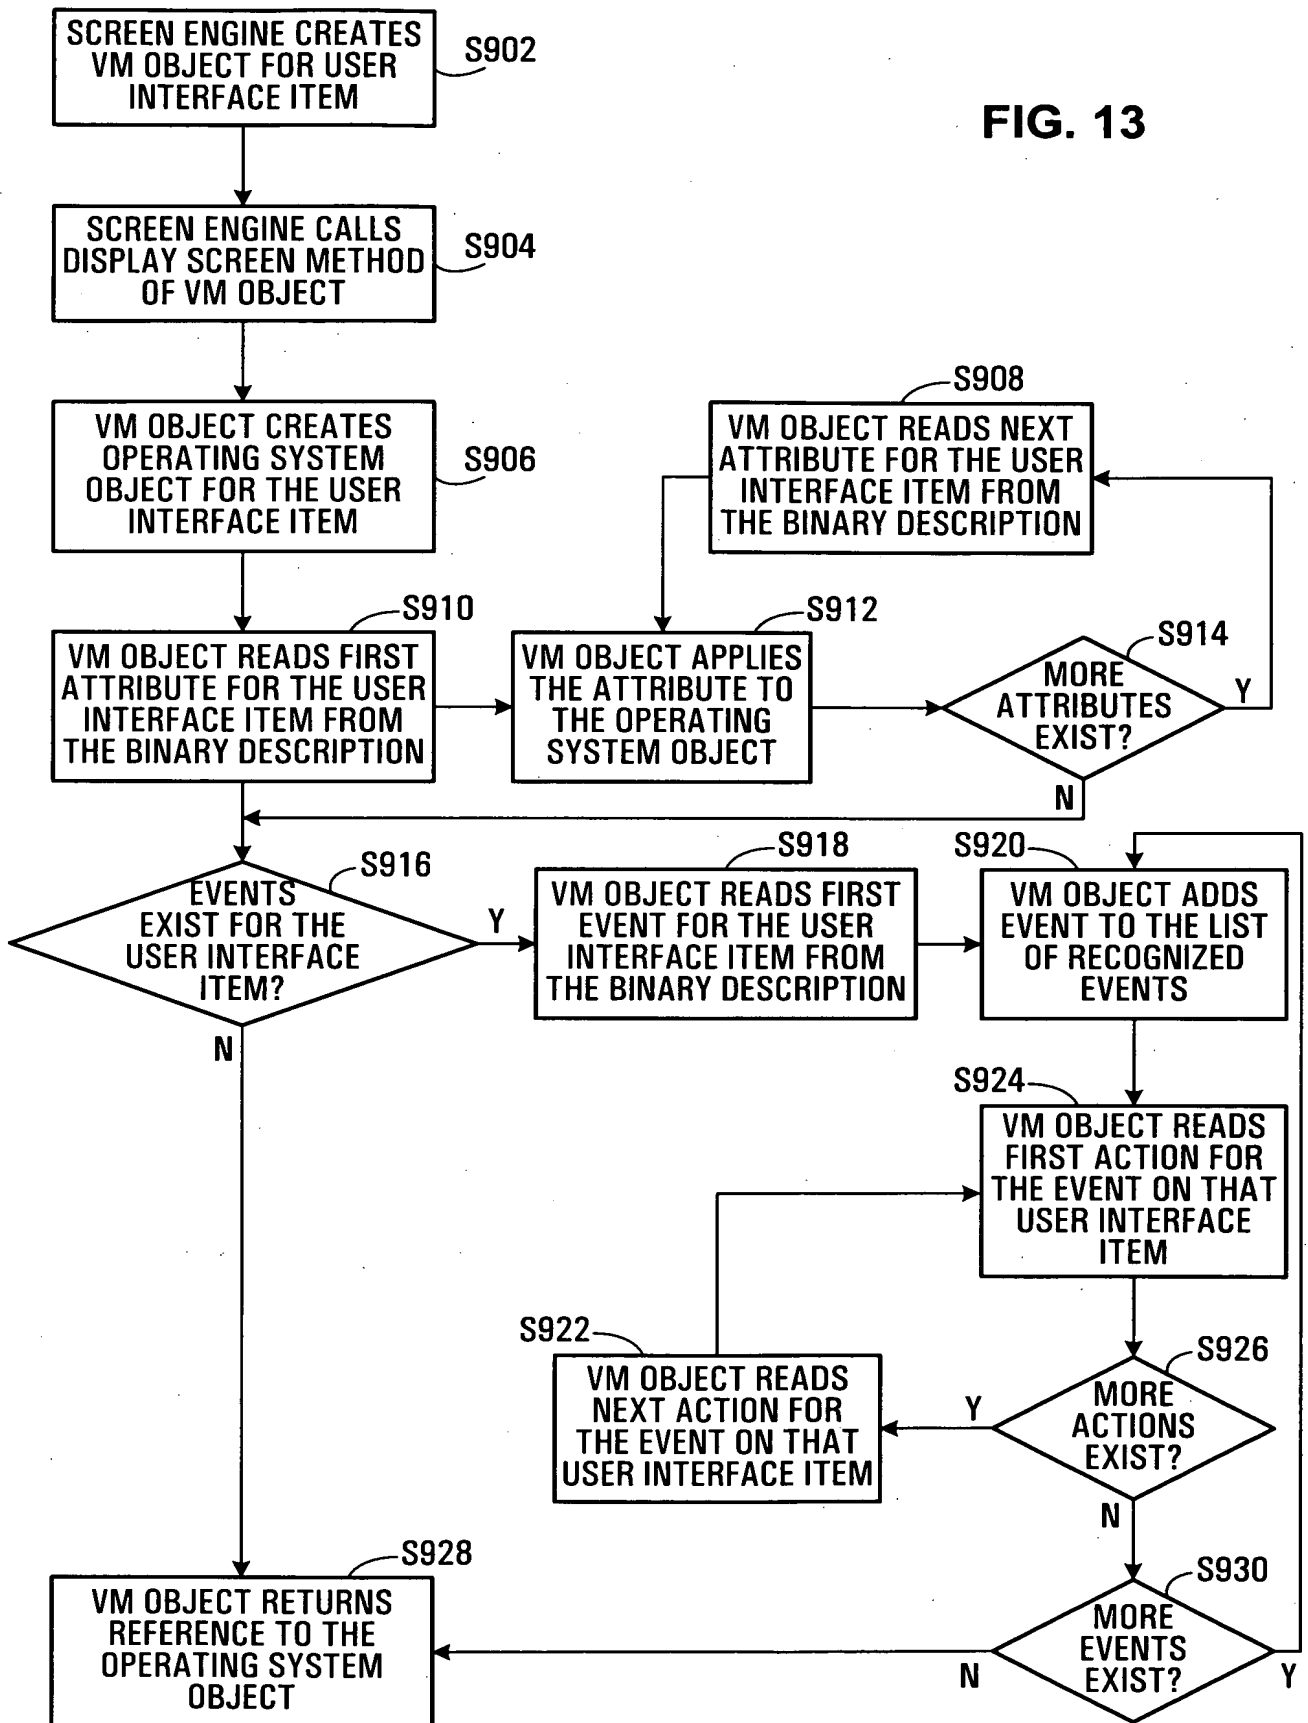 SCREEN ENGINE CREATES
VM OBJECT FOR USER
INTERFACE ITEM
S902
FIG. 13
SCREEN ENGINE CALLS
DISPLAY SCREEN METHOD
OF VM OBJECT
S904
VM OBJECT CREATES
OPERATING SYSTEM
OBJECT FOR THE USER
INTERFACE ITEM
S906
S908
VM OBJECT READS NEXT
ATTRIBUTE FOR THE USER
INTERFACE ITEM FROM
THE BINARY DESCRIPTION
S910
VM OBJECT READS FIRST
ATTRIBUTE FOR THE USER
INTERFACE ITEM FROM
THE BINARY DESCRIPTION
S912
VM OBJECT APPLIES
THE ATTRIBUTE TO
THE OPERATING
SYSTEM OBJECT
S914
MORE
ATTRIBUTES
EXIST?
Y
N
S916
EVENTS
EXIST FOR THE
USER INTERFACE
ITEM?
Y
N
S918
VM OBJECT READS FIRST
EVENT FOR THE USER
INTERFACE ITEM FROM
THE BINARY DESCRIPTION
S920
VM OBJECT ADDS
EVENT TO THE LIST
OF RECOGNIZED
EVENTS
S924
VM OBJECT READS
FIRST ACTION FOR
THE EVENT ON THAT
USER INTERFACE
ITEM
S922
VM OBJECT READS
NEXT ACTION FOR
THE EVENT ON THAT
USER INTERFACE ITEM
S926
MORE
ACTIONS
EXIST?
Y
N
S928
VM OBJECT RETURNS
REFERENCE TO THE
OPERATING SYSTEM
OBJECT
S930
MORE
EVENTS
EXIST?
N
Y